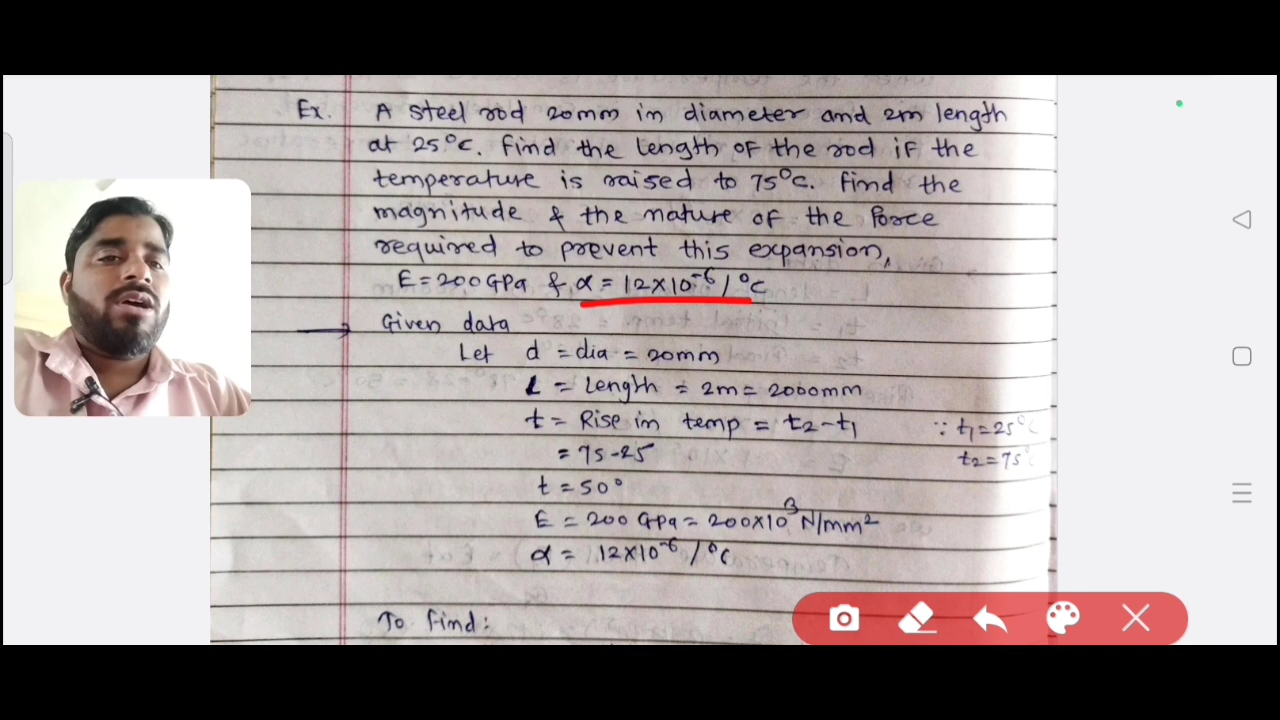 Ex. A steel rod 20mm in diameter and 2m length
at 25°c. Find the length of the rod if the
temperature is raised to 75°c. Find the
magnitude & the nature of the force
required to prevent this expansion,
E=200GPa & α = 12×10⁻⁶/°c
Given data
Let d = dia = 20mm
L = Length = 2m = 2000mm
t = Rise in temp = t2-t1 ∵ t1=25°c
= 75-25 t2=75°c
t = 50°
E = 200 GPa = 200×10³ N/mm²
α = 12×10⁻⁶/°c
To find: